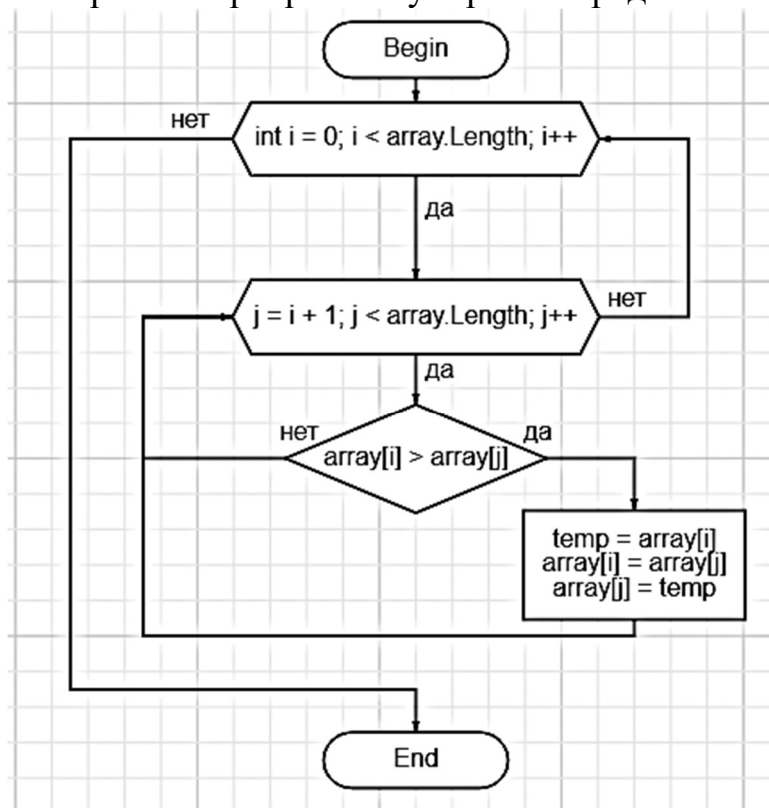 Begin
нет
int i = 0; i < array.Length; i++
да
j = i + 1; j < array.Length; j++
нет
да
нет
да
array[i] > array[j]
temp = array[i]
array[i] = array[j]
array[j] = temp
End